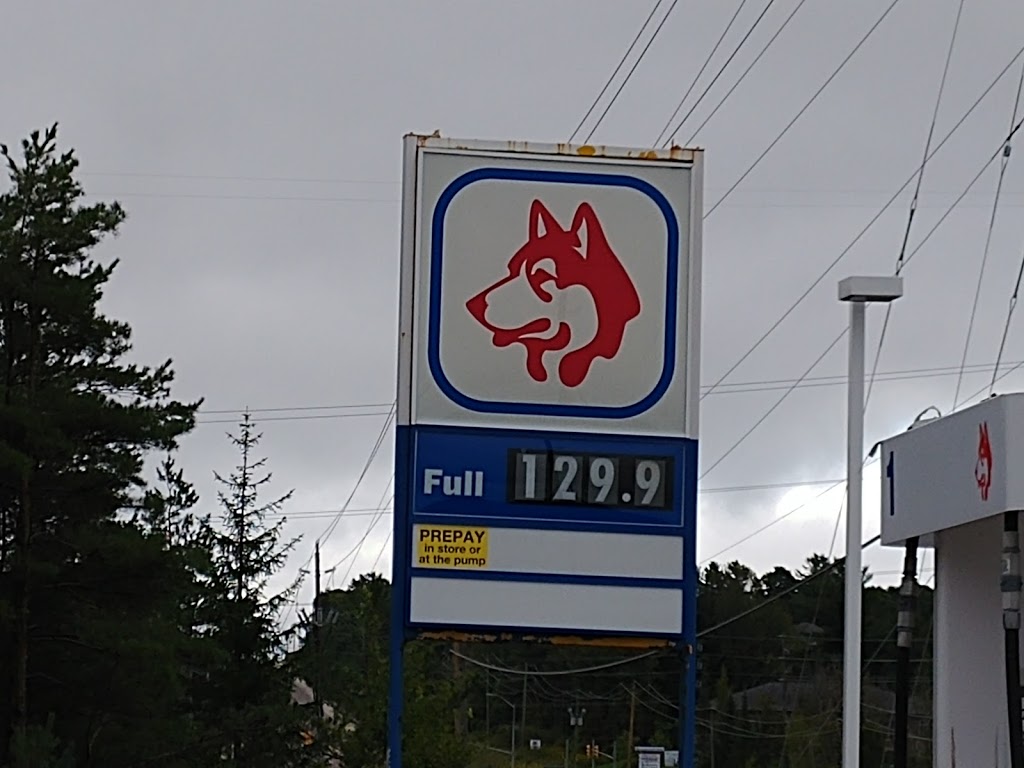 Full 129.9
PREPAY
in store or
at the pump
1